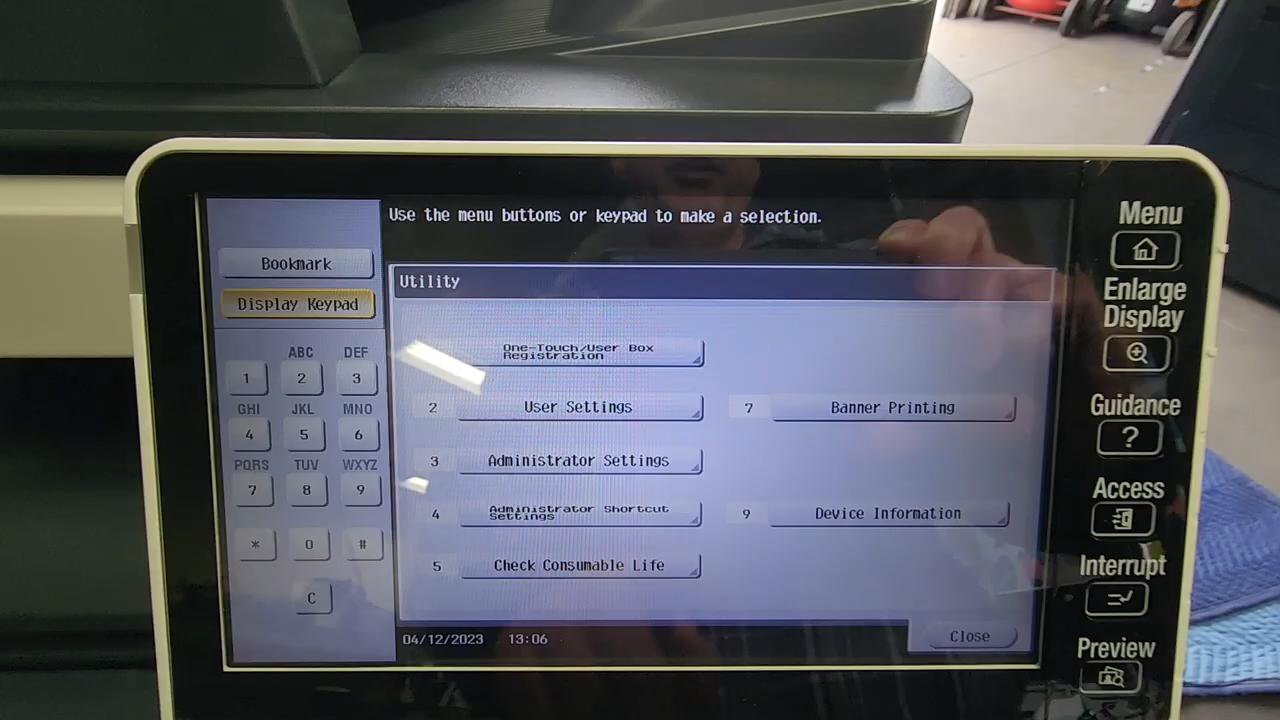 Use the menu buttons or keypad to make a selection.
Bookmark
Display Keypad
ABC DEF
1 2 3
GHI JKL MNO
4 5 6
PQRS TUV WXYZ
7 8 9
* 0 #
C
Utility
One-Touch/User Box
Registration
2 User Settings
7 Banner Printing
3 Administrator Settings
4 Administrator Shortcut
Settings
9 Device Information
5 Check Consumable Life
04/12/2023 13:06
Close
Menu
Enlarge
Display
Guidance
?
Access
Interrupt
Preview